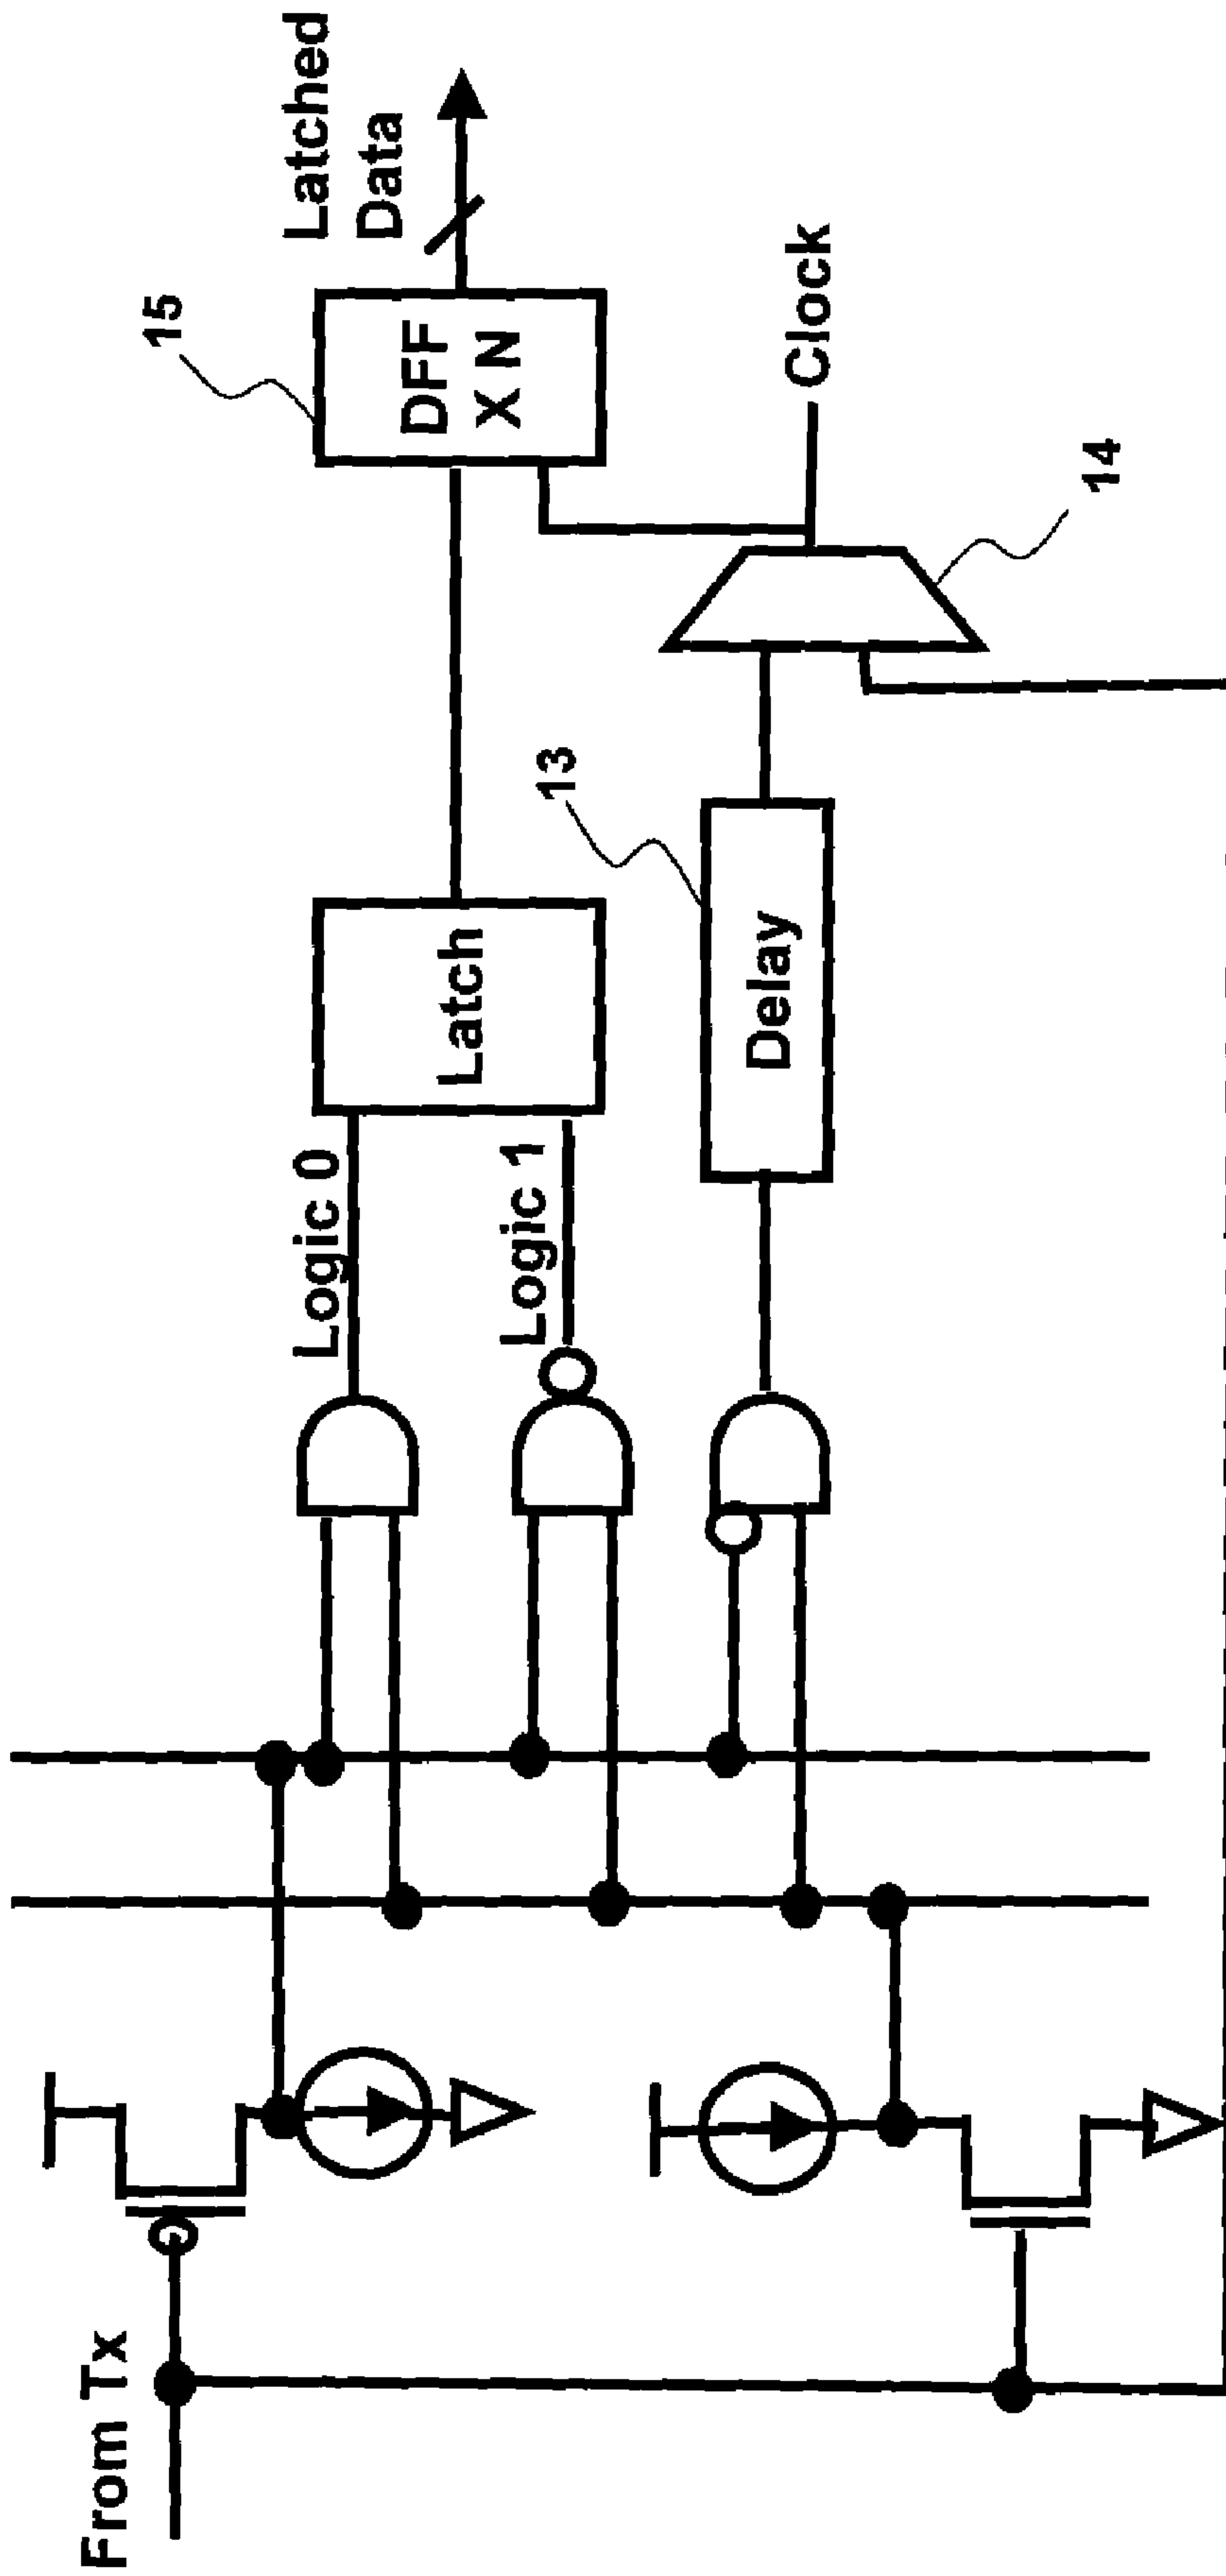 From Tx
Logic 0
Logic 1
Latch
Delay
13
14
15
DFF
X N
Clock
Latched
Data